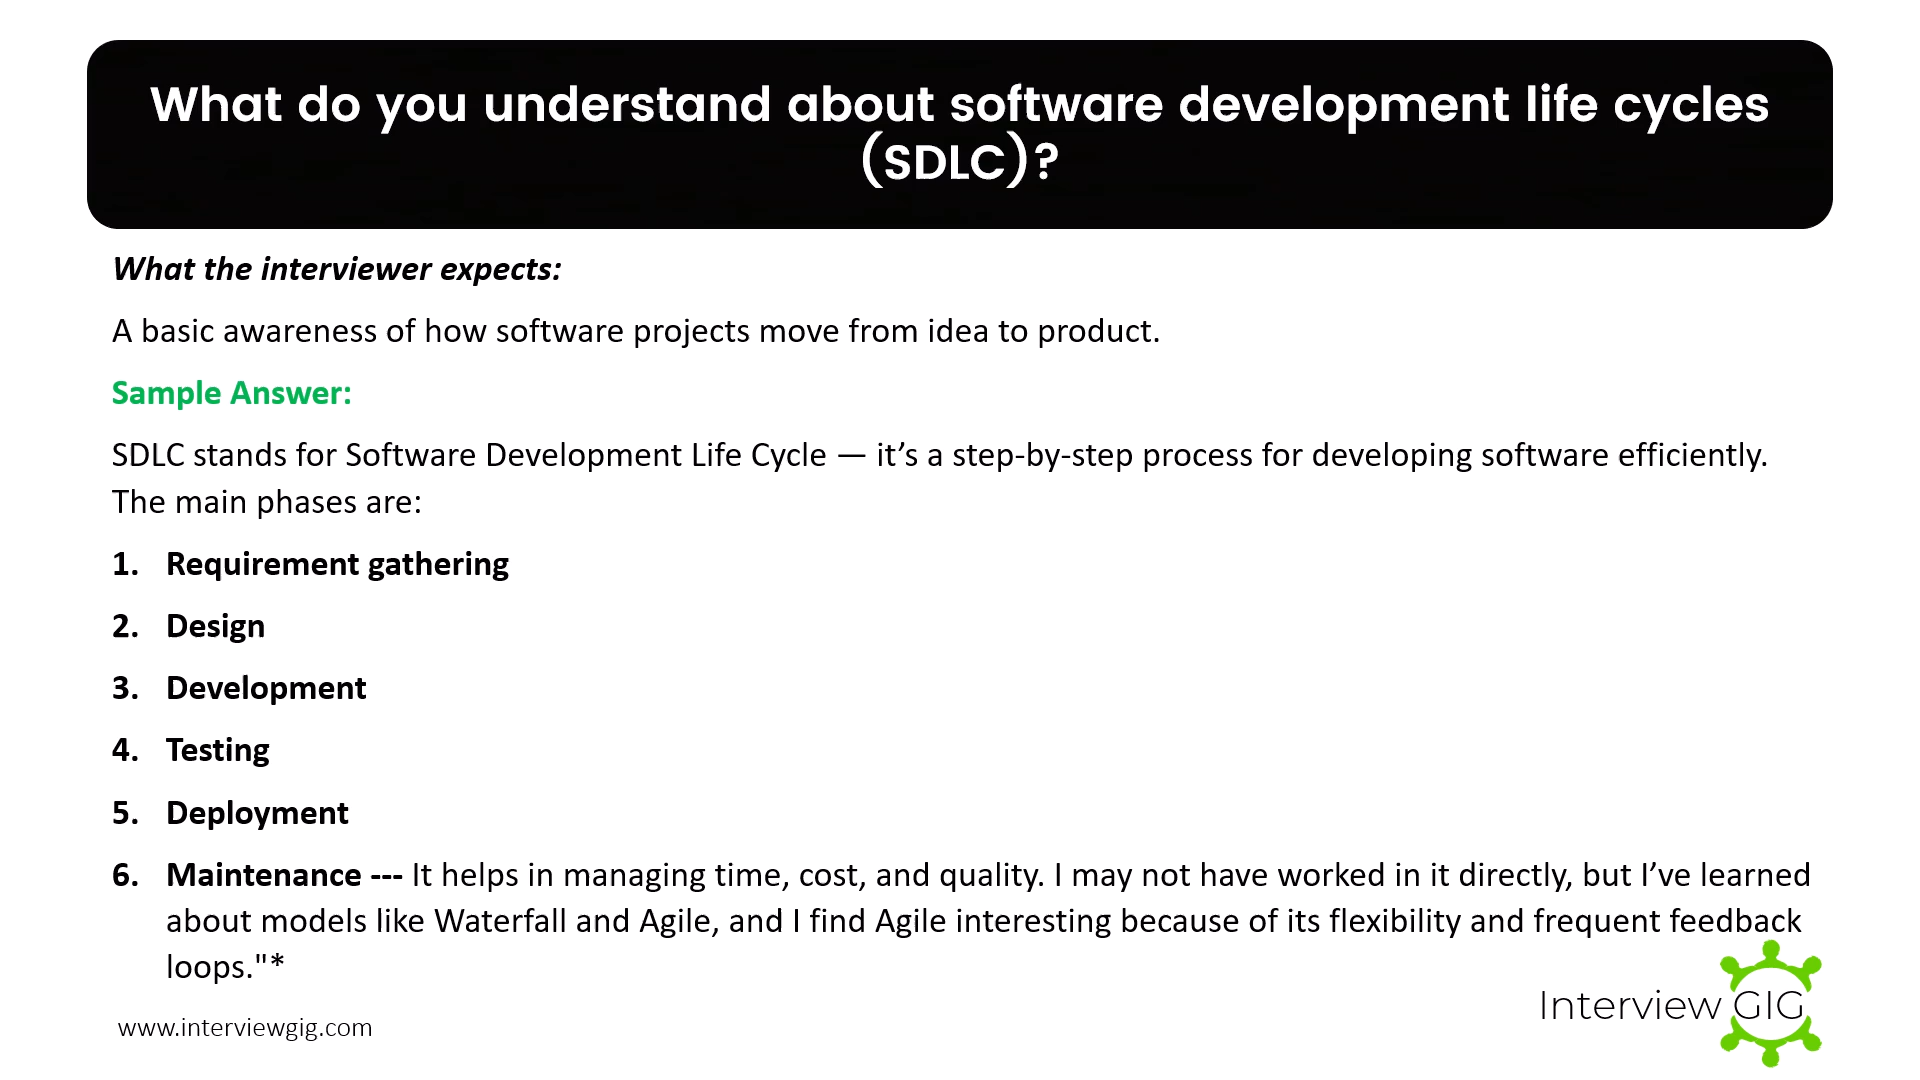 What do you understand about software development life cycles
(SDLC)?
What the interviewer expects:
A basic awareness of how software projects move from idea to product.
Sample Answer:
SDLC stands for Software Development Life Cycle — it’s a step-by-step process for developing software efficiently.
The main phases are:
1. Requirement gathering
2. Design
3. Development
4. Testing
5. Deployment
6. Maintenance --- It helps in managing time, cost, and quality. I may not have worked in it directly, but I’ve learned
about models like Waterfall and Agile, and I find Agile interesting because of its flexibility and frequent feedback
loops."*
Interview GIG
www.interviewgig.com